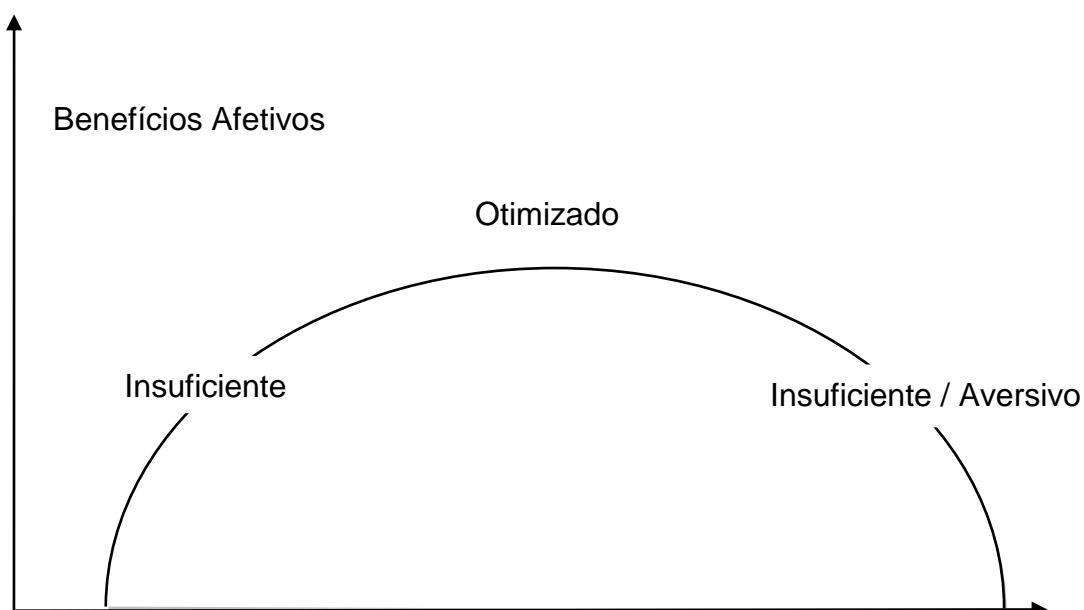 Benefícios Afetivos
Otimizado
Insuficiente
Insuficiente / Aversivo